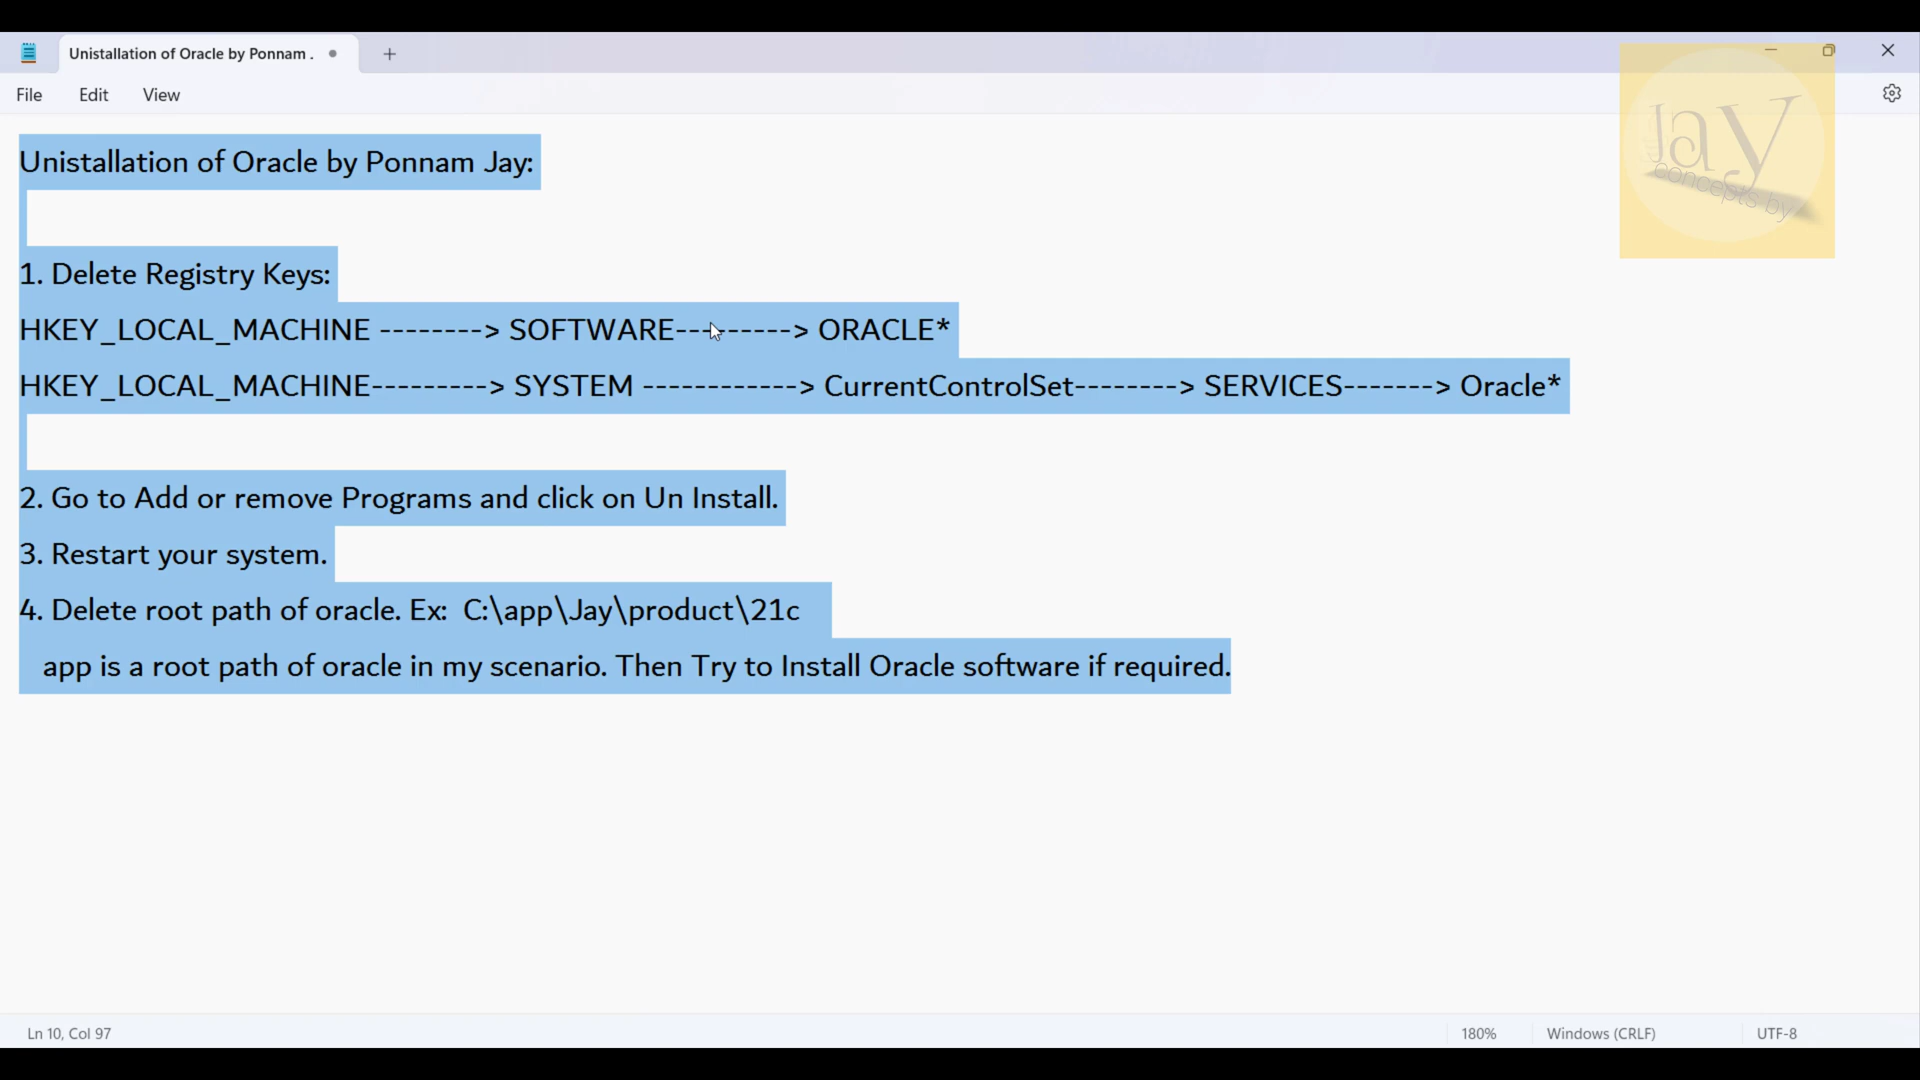 Unistallation of Oracle by Ponnam .
File Edit View
Jay
concepts by
Unistallation of Oracle by Ponnam Jay:
1. Delete Registry Keys:
HKEY_LOCAL_MACHINE --------> SOFTWARE---------> ORACLE*
HKEY_LOCAL_MACHINE---------> SYSTEM ------------> CurrentControlSet--------> SERVICES-------> Oracle*
2. Go to Add or remove Programs and click on Un Install.
3. Restart your system.
4. Delete root path of oracle. Ex:  C:\app\Jay\product\21c
app is a root path of oracle in my scenario. Then Try to Install Oracle software if required.
Ln 10, Col 97 180% Windows (CRLF) UTF-8